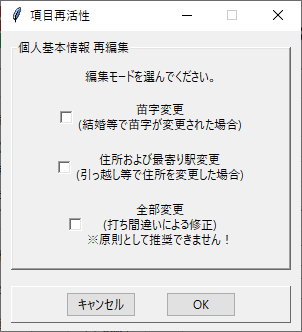 項目再活性
個人基本情報 再編集
編集モードを選んでください。
苗字変更
(結婚等で苗字が変更された場合)
住所および最寄り駅変更
(引っ越し等で住所を変更した場合)
全部変更
(打ち間違いによる修正)
※原則として推奨できません！
キャンセル
OK